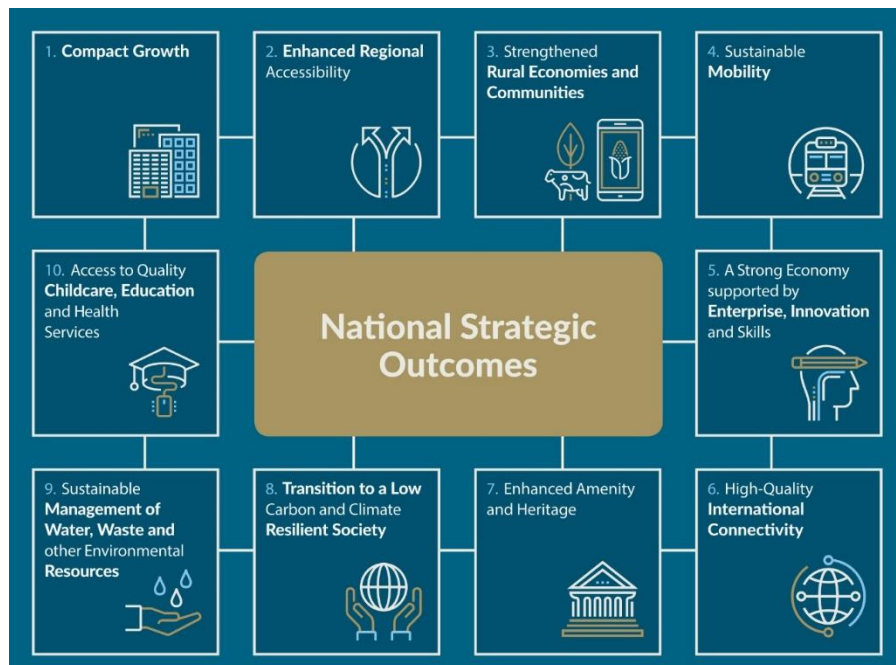 1. Compact Growth
2. Enhanced Regional
Accessibility
3. Strengthened
Rural Economies and
Communities
4. Sustainable
Mobility
10. Access to Quality
Childcare, Education
and Health
Services
National Strategic
Outcomes
5. A Strong Economy
supported by
Enterprise, Innovation
and Skills
9. Sustainable
Management of
Water, Waste and
other Environmental
Resources
8. Transition to a Low
Carbon and Climate
Resilient Society
7. Enhanced Amenity
and Heritage
6. High-Quality
International
Connectivity